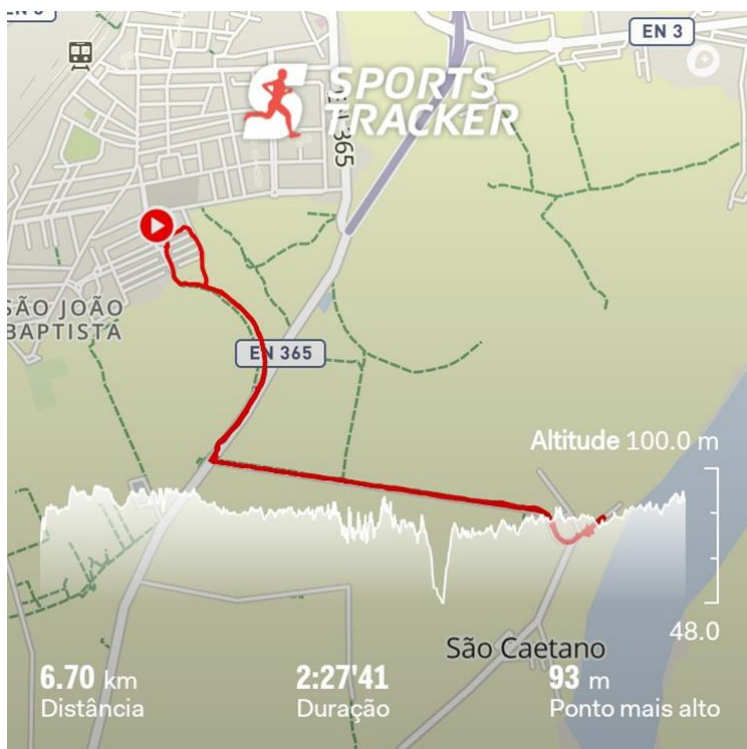 EN 3
SPORTS
TRACKER
365
SÃO JOÃO
BAPTISTA
EN 365
Altitude 100.0 m
48.0
São Caetano
6.70 km
Distância
2:27'41
Duração
93 m
Ponto mais alto